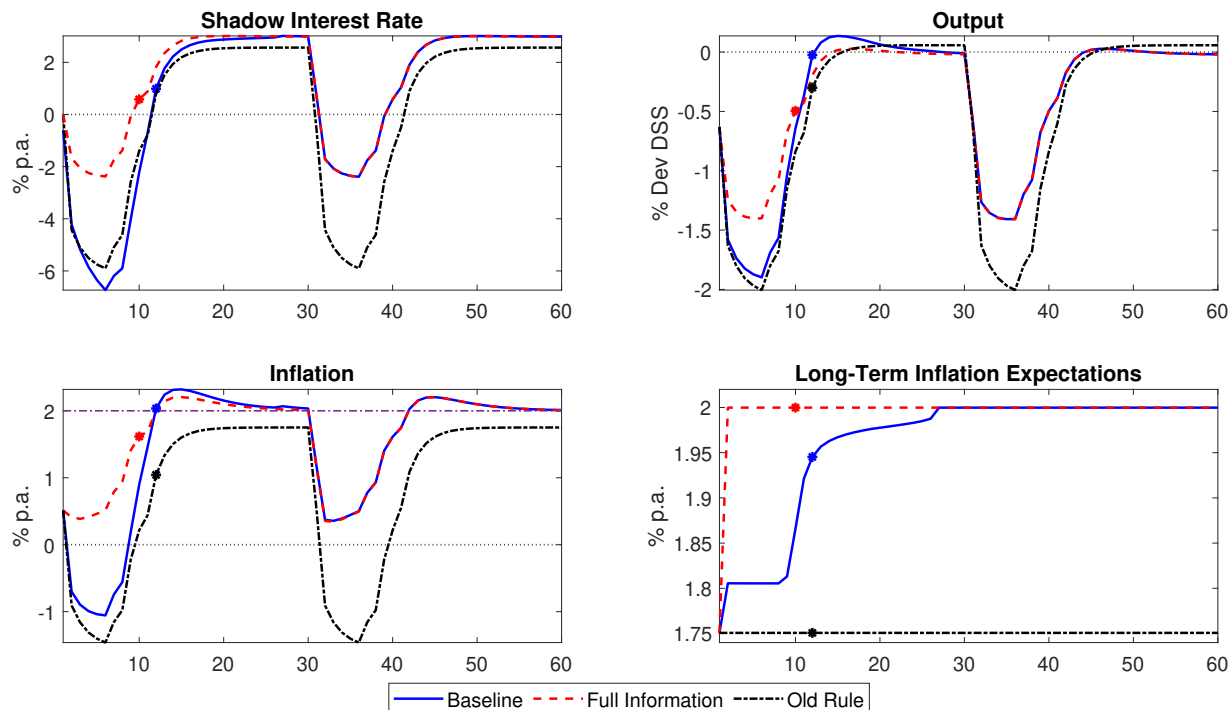 Shadow Interest Rate
% p.a.
2
0
-2
-4
-6
10 20 30 40 50 60
Output
% Dev DSS
0
-0.5
-1
-1.5
-2
10 20 30 40 50 60
Inflation
% p.a.
2
1
0
-1
10 20 30 40 50 60
Long-Term Inflation Expectations
% p.a.
2
1.95
1.9
1.85
1.8
1.75
10 20 30 40 50 60
Baseline Full Information Old Rule